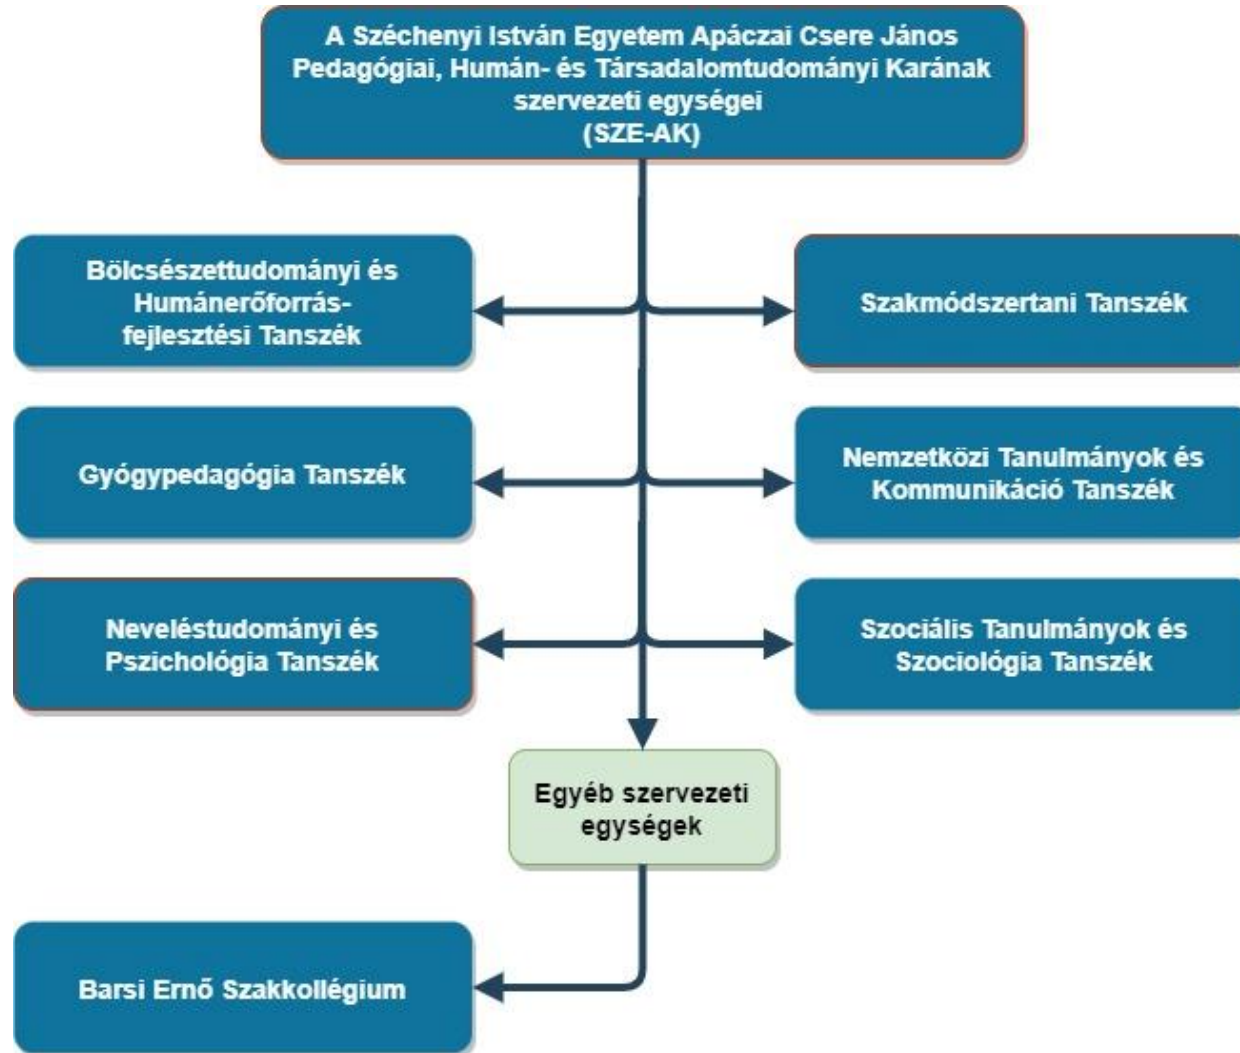 A Széchenyi István Egyetem Apáczai Csere János
Pedagógiai, Humán- és Társadalomtudományi Karának
szervezeti egységei
(SZE-AK)
Bölcsészettudományi és
Humánerőforrás-
fejlesztési Tanszék
Szakmódszertani Tanszék
Gyógypedagógia Tanszék
Nemzetközi Tanulmányok és
Kommunikáció Tanszék
Neveléstudományi és
Pszichológia Tanszék
Szociális Tanulmányok és
Szociológia Tanszék
Egyéb szervezeti
egységek
Barsi Ernő Szakkollégium